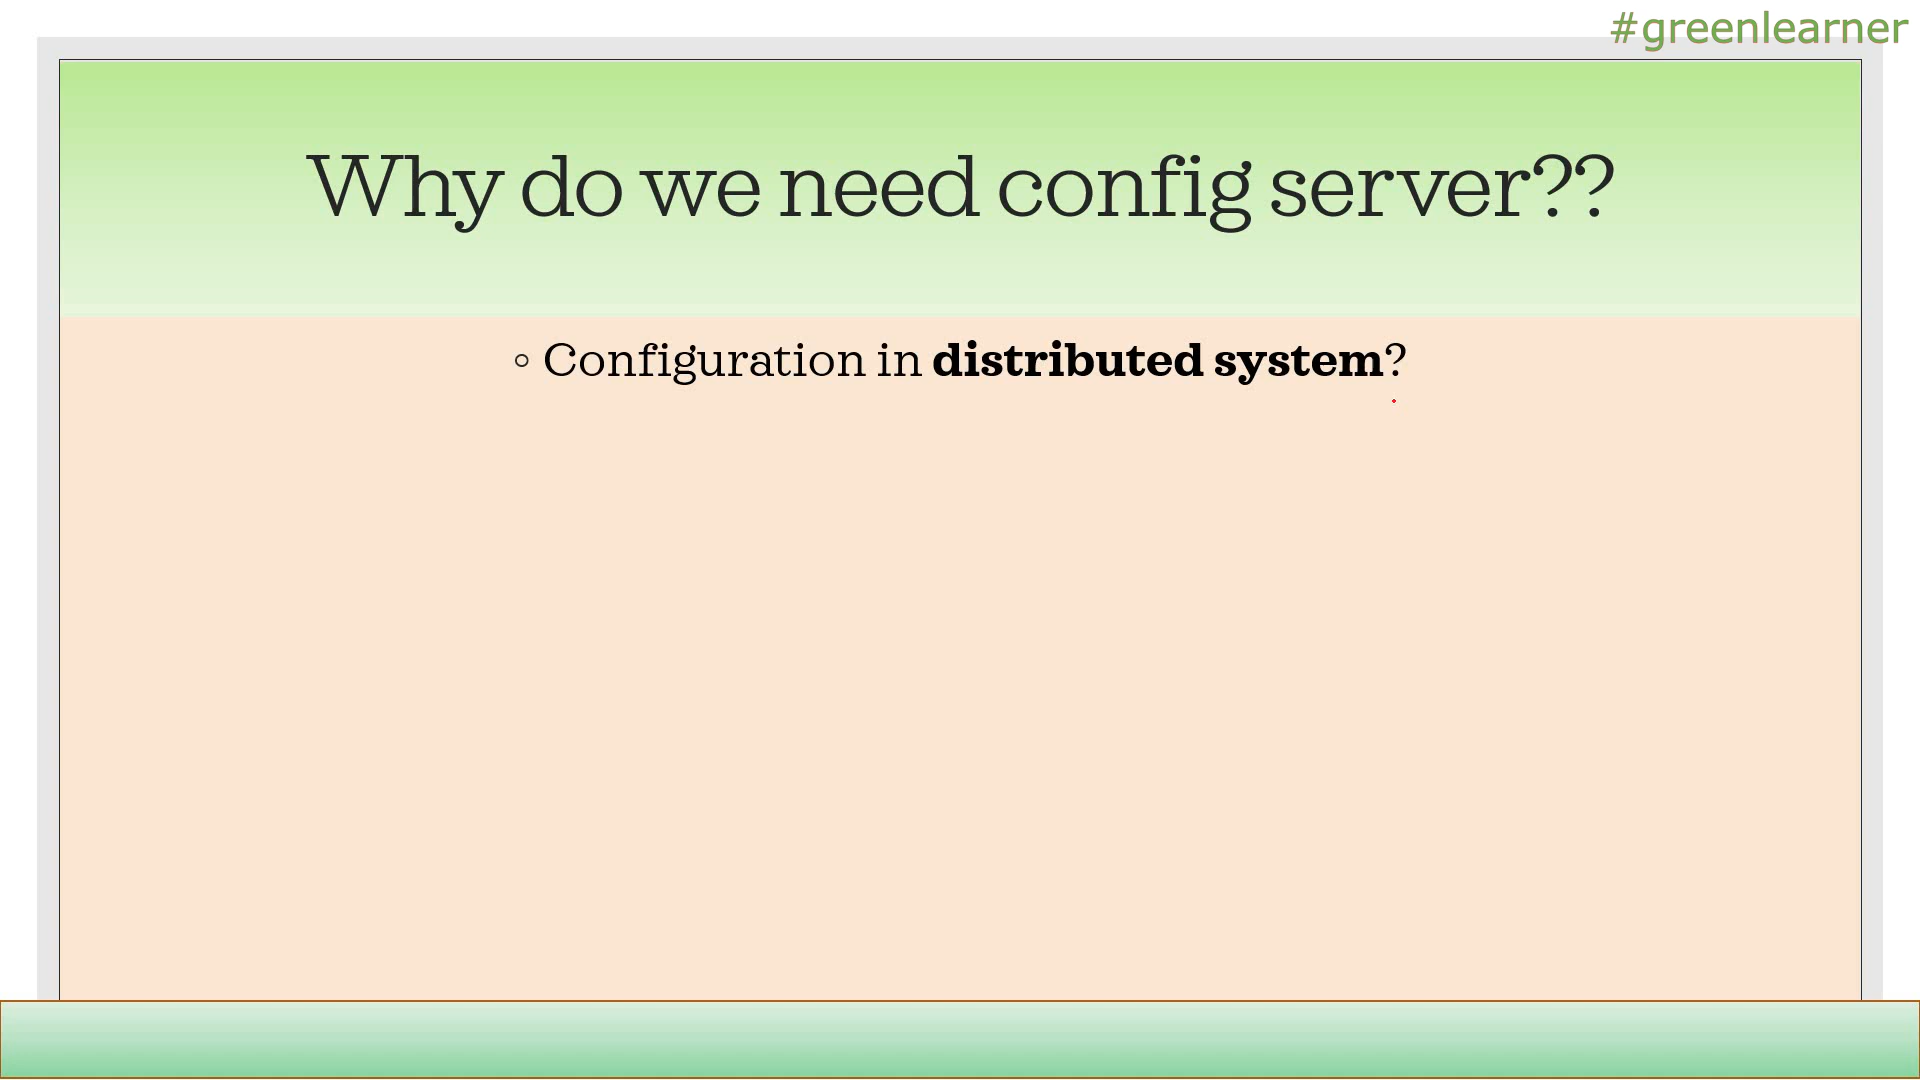 #greenlearner
Why do we need config server??
◦ Configuration in distributed system?